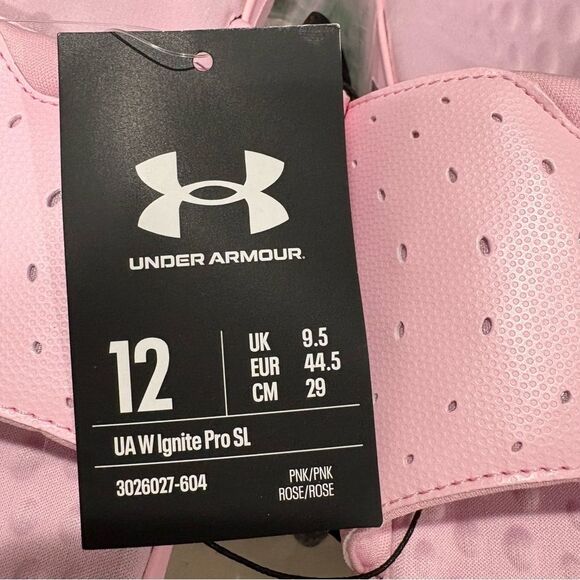 UNDER ARMOUR.
12
UK 9.5
EUR 44.5
CM 29
UA W Ignite Pro SL
3026027-604
PNK/PNK
ROSE/ROSE